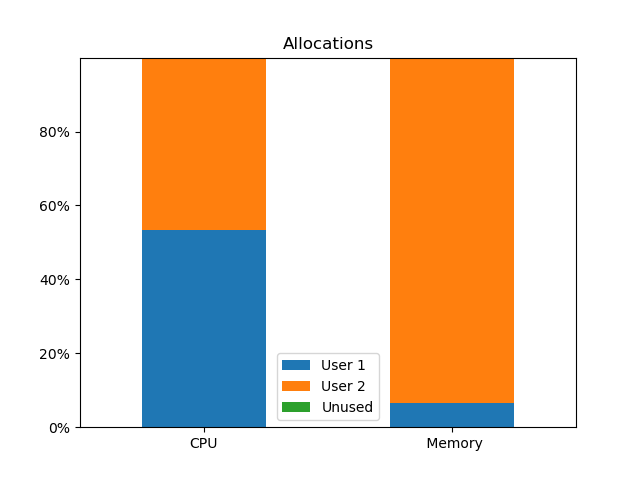 Allocations
80%
60%
40%
20%
0%
User 1
User 2
Unused
CPU
Memory